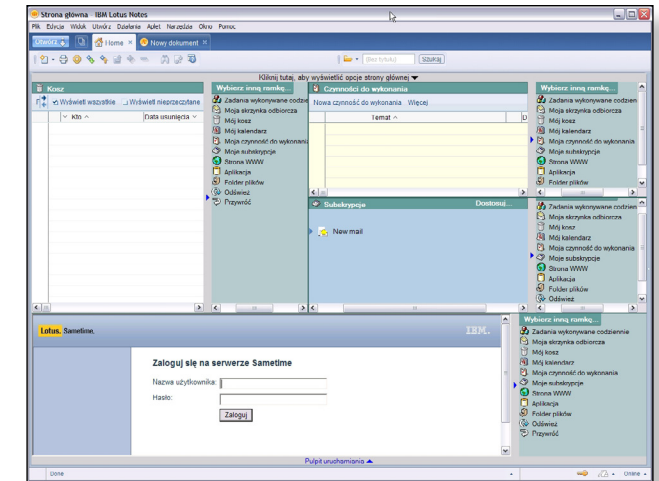 Strona główna - IBM Lotus Notes
Plik Edycja Widok Utwórz Działania Aplet Narzędzia Okno Pomoc
Otwórz Home × Nowy dokument ×
(Bez tytułu) Szukaj
Kliknij tutaj, aby wyświetlić opcje strony głównej
Kosz
Wyświetl wszystkie Wyświetl nieprzeczytane
Kto Data usunięcia
Wybierz inną ramkę...
Zadania wykonywane codzie
Moja skrzynka odbiorcza
Mój kosz
Mój kalendarz
Moja czynność do wykonani
Moje subskrypcje
Strona WWW
Aplikacja
Folder plików
Odśwież
Przywróć
Czynności do wykonania
Nowa czynność do wykonania Więcej
Temat D
Wybierz inną ramkę...
Zadania wykonywane codzien
Moja skrzynka odbiorcza
Mój kosz
Mój kalendarz
Moja czynność do wykonania
Moje subskrypcje
Strona WWW
Aplikacja
Folder plików
Subskrypcje Dostosuj...
New mail
Zadania wykonywane codzien
Moja skrzynka odbiorcza
Mój kosz
Mój kalendarz
Moja czynność do wykonania
Moje subskrypcje
Strona WWW
Aplikacja
Folder plików
Odśwież
Lotus. Sametime. IBM.
Zaloguj się na serwerze Sametime
Nazwa użytkownika:
Hasło:
Zaloguj
Wybierz inną ramkę...
Zadania wykonywane codziennie
Moja skrzynka odbiorcza
Mój kosz
Mój kalendarz
Moja czynność do wykonania
Moje subskrypcje
Strona WWW
Aplikacja
Folder plików
Odśwież
Przywróć
Pulpit uruchamiania
Done Online